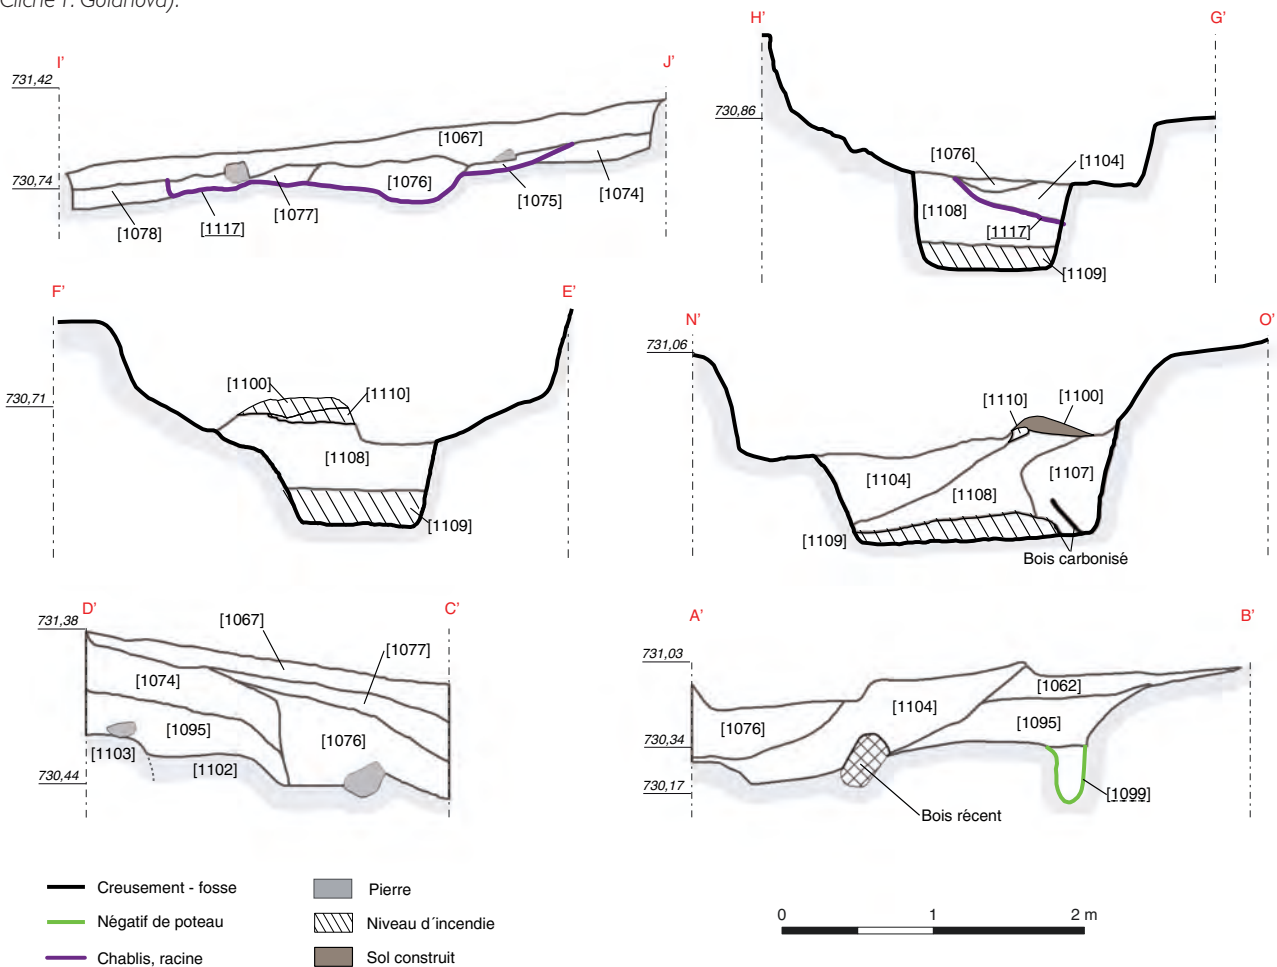 Cliché P. Golanová).
I'
J'
731,42
730,74
[1067]
[1076]
[1078]
[1117]
[1077]
[1075]
[1074]
H'
G'
730,86
[1076]
[1104]
[1108]
[1117]
[1109]
F'
E'
730,71
[1100]
[1110]
[1108]
[1109]
N'
O'
731,06
[1110]
[1100]
[1104]
[1108]
[1107]
[1109]
Bois carbonisé
D'
C'
731,38
730,44
[1067]
[1077]
[1074]
[1095]
[1076]
[1103]
[1102]
A'
B'
731,03
730,34
730,17
[1062]
[1104]
[1095]
[1076]
[1099]
Bois récent
Creusement - fosse
Négatif de poteau
Chablis, racine
Pierre
Niveau d´incendie
Sol construit
0 1 2 m